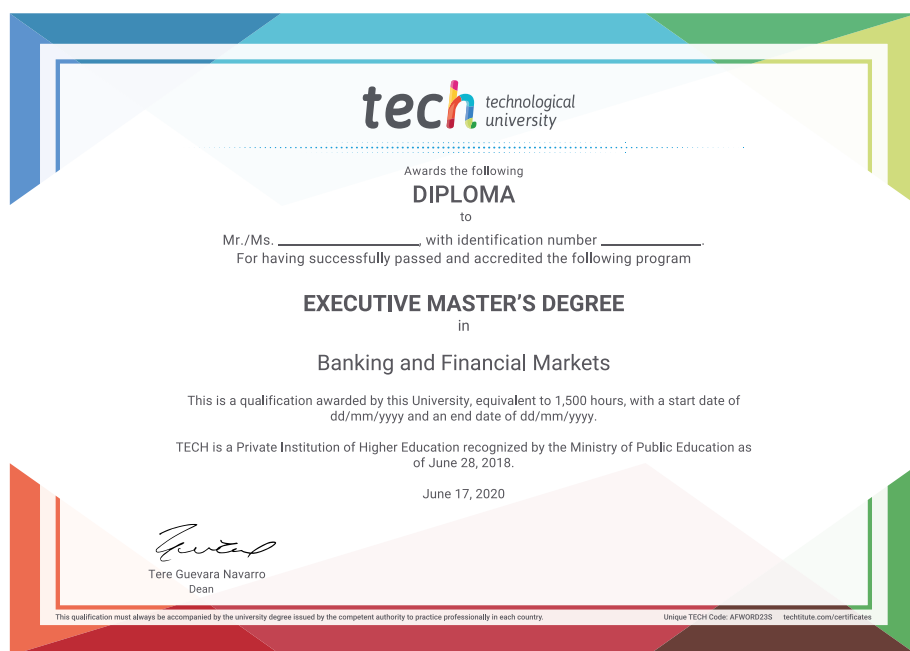 tech technological
university
Awards the following
DIPLOMA
to
Mr./Ms. ____________________, with identification number ______________.
For having successfully passed and accredited the following program
EXECUTIVE MASTER'S DEGREE
in
Banking and Financial Markets
This is a qualification awarded by this University, equivalent to 1,500 hours, with a start date of
dd/mm/yyyy and an end date of dd/mm/yyyy.
TECH is a Private Institution of Higher Education recognized by the Ministry of Public Education as
of June 28, 2018.
June 17, 2020
Tere Guevara Navarro
Dean
This qualification must always be accompanied by the university degree issued by the competent authority to practice professionally in each country.
Unique TECH Code: AFWORD23S techtitute.com/certificates